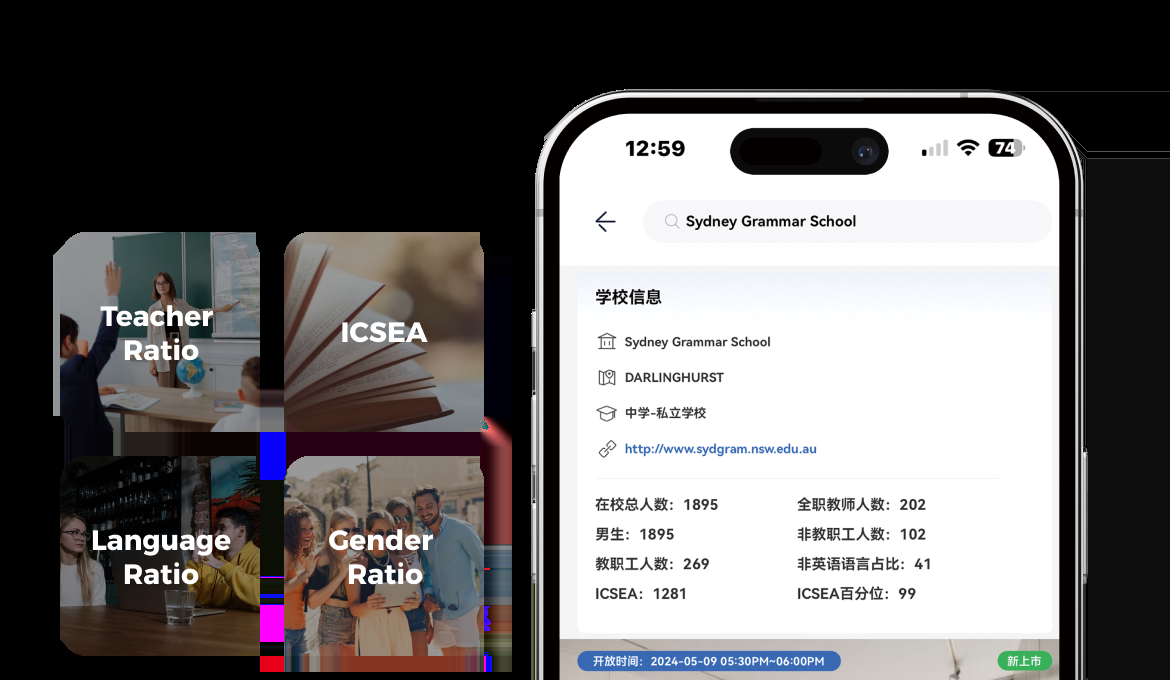 12:59
74
Sydney Grammar School
学校信息
Sydney Grammar School
DARLINGHURST
中学-私立学校
http://www.sydgram.nsw.edu.au
在校总人数：1895
全职教师人数：202
男生：1895
非教职工人数：102
教职工人数：269
非英语语言占比：41
ICSEA：1281
ICSEA百分位：99
开放时间：2024-05-09 05:30PM~06:00PM
新上市
Teacher
Ratio
ICSEA
Language
Ratio
Gender
Ratio